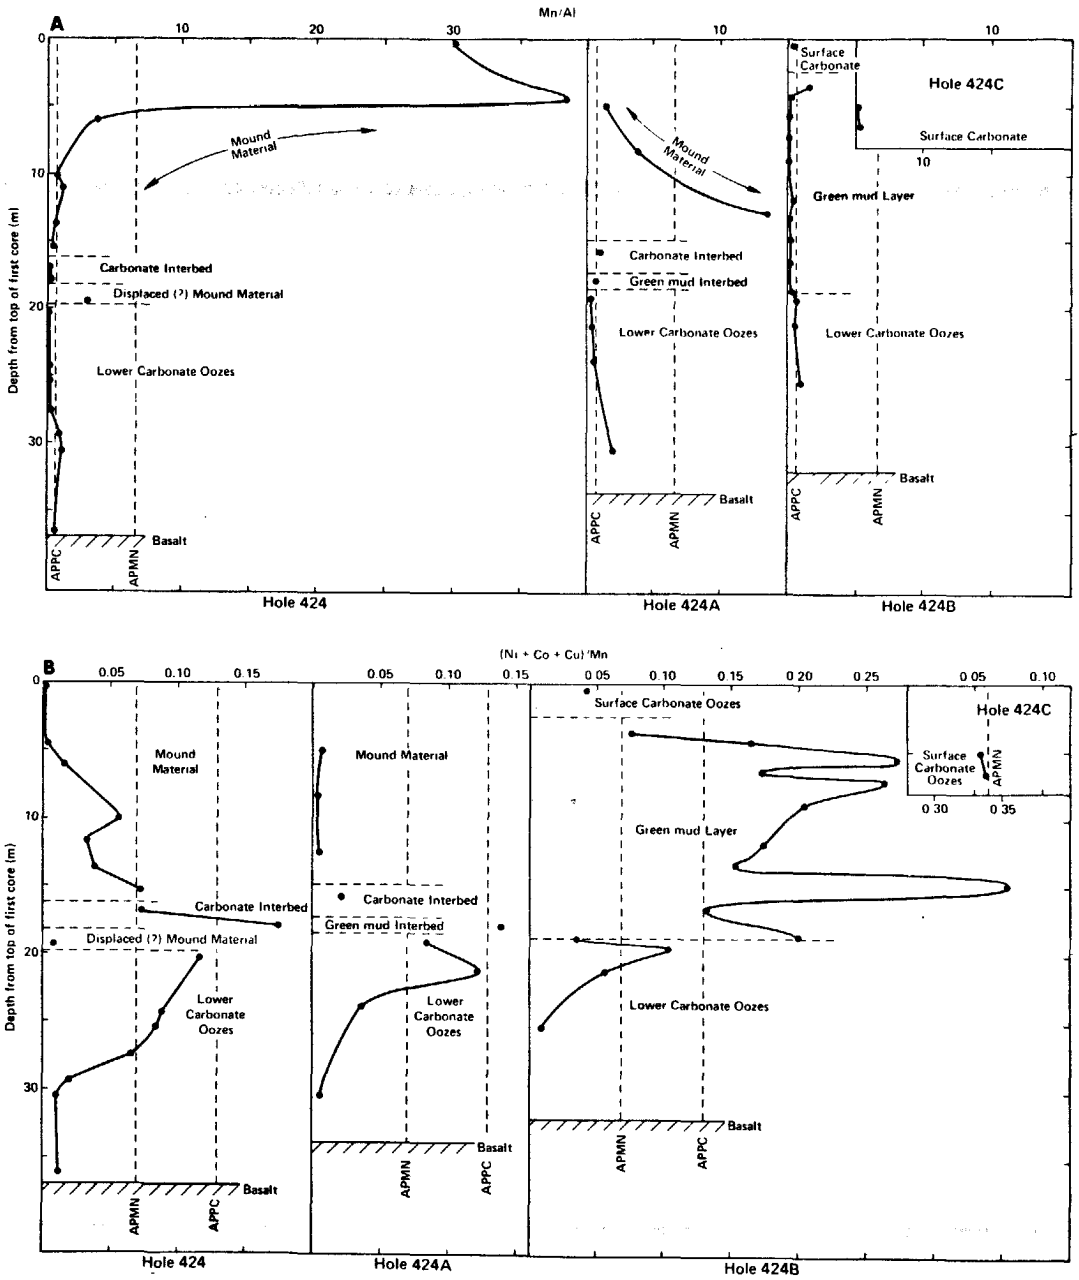 A
Mn/Al
10
20
30
10
10
0
10
20
30
Depth from top of first core (m)
Mound
Material
Carbonate Interbed
Displaced (?) Mound Material
Lower Carbonate Oozes
Basalt
APPC
APMN
Hole 424
Mound
Material
Carbonate Interbed
Green mud Interbed
Lower Carbonate Oozes
Basalt
APPC
APMN
Hole 424A
Surface
Carbonate
Green mud Layer
Lower Carbonate Oozes
Basalt
APPC
APMN
Hole 424B
Hole 424C
Surface Carbonate
10
B
(Ni + Co + Cu)/Mn
0.05
0.10
0.15
0.05
0.10
0.15
0.05
0.10
0.20
0.25
0.05
0.10
0
10
20
30
Depth from top of first core (m)
Mound
Material
Carbonate Interbed
Displaced (?) Mound Material
Lower
Carbonate
Oozes
Basalt
APMN
APPC
Hole 424
Mound Material
Carbonate Interbed
Green mud Interbed
Lower
Carbonate
Oozes
Basalt
APMN
APPC
Hole 424A
Surface Carbonate Oozes
Green mud Layer
Lower Carbonate Oozes
Basalt
APMN
APPC
Hole 424B
Hole 424C
Surface
Carbonate
Oozes
APMN
0 30
0.35